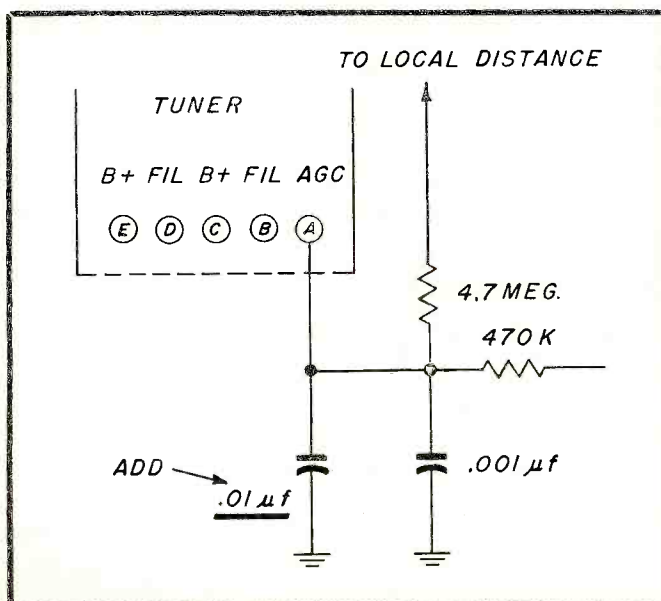 TO LOCAL DISTANCE
TUNER
B+ FIL B+ FIL AGC
E D C B A
4.7 MEG.
470 K
ADD
.01 µf
.001 µf